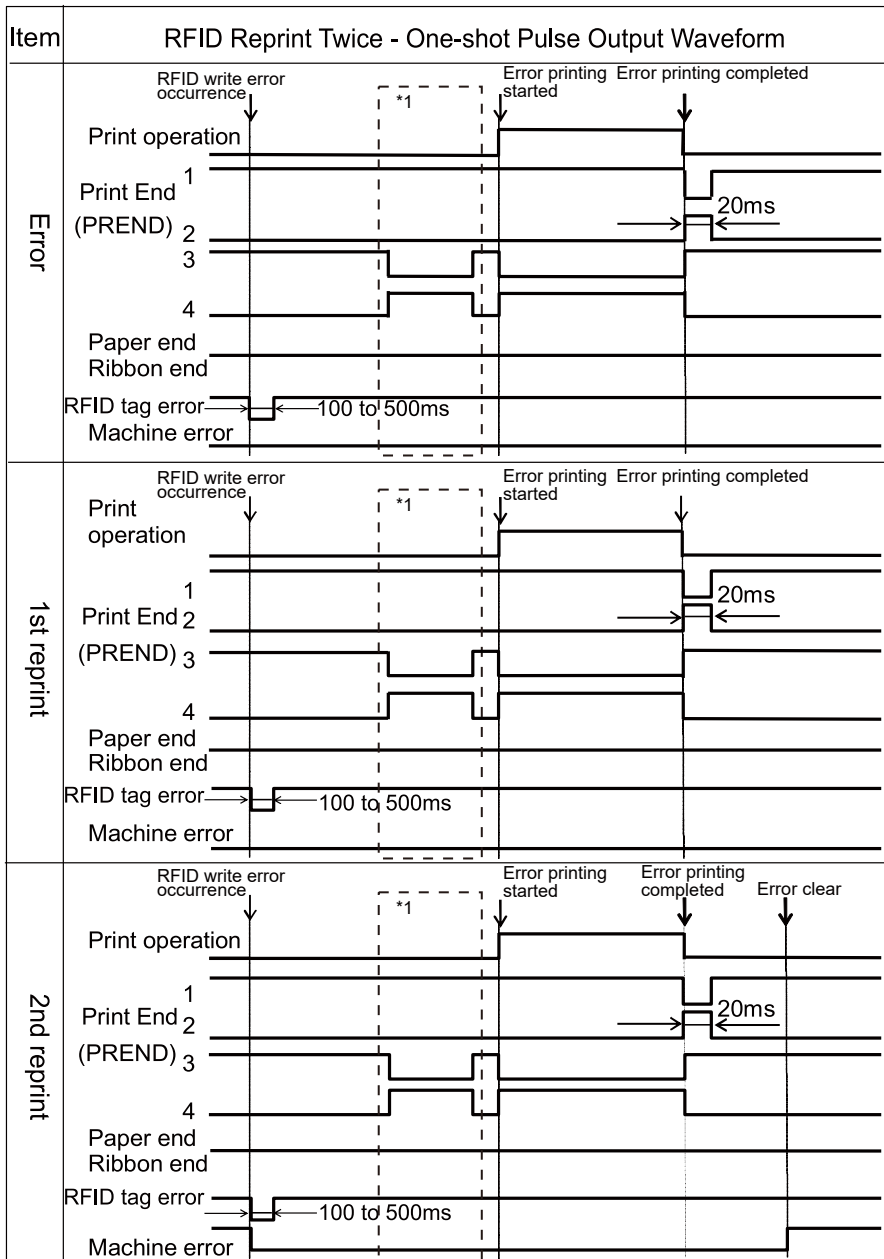 Item
RFID Reprint Twice - One-shot Pulse Output Waveform
Error
RFID write error
occurrence
*1
Error printing
started
Error printing completed
Print operation
1
Print End
(PREND)
2
20ms
3
4
Paper end
Ribbon end
RFID tag error
100 to 500ms
Machine error
1st reprint
RFID write error
occurrence
*1
Error printing
started
Error printing completed
Print
operation
1
Print End 2
20ms
(PREND) 3
4
Paper end
Ribbon end
RFID tag error
100 to 500ms
Machine error
2nd reprint
RFID write error
occurrence
*1
Error printing
started
Error printing
completed
Error clear
Print operation
1
Print End 2
20ms
(PREND) 3
4
Paper end
Ribbon end
RFID tag error
100 to 500ms
Machine error